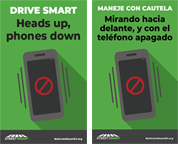 DRIVE SMART
Heads up,
phones down
MANEJE CON CAUTELA
Mirando hacia
delante, y con el
teléfono apagado